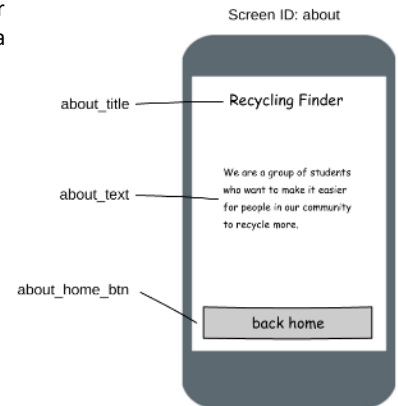 r
a
Screen ID: about
about_title
Recycling Finder
about_text
We are a group of students
who want to make it easier
for people in our community
to recycle more.
about_home_btn
back home